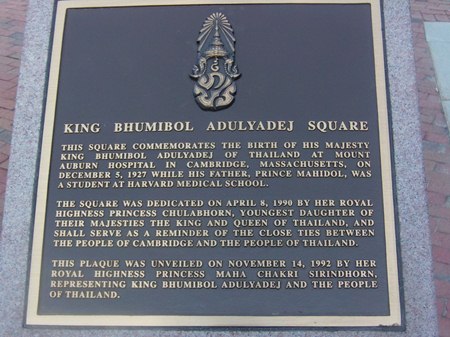 KING BHUMIBOL ADULYADEJ SQUARE
THIS SQUARE COMMEMORATES THE BIRTH OF HIS MAJESTY
KING BHUMIBOL ADULYADEJ OF THAILAND AT MOUNT
AUBURN HOSPITAL IN CAMBRIDGE, MASSACHUSETTS, ON
DECEMBER 5, 1927 WHILE HIS FATHER, PRINCE MAHIDOL, WAS
A STUDENT AT HARVARD MEDICAL SCHOOL.
THE SQUARE WAS DEDICATED ON APRIL 8, 1990 BY HER ROYAL
HIGHNESS PRINCESS CHULABHORN, YOUNGEST DAUGHTER OF
THEIR MAJESTIES THE KING AND QUEEN OF THAILAND, AND
SHALL SERVE AS A REMINDER OF THE CLOSE TIES BETWEEN
THE PEOPLE OF CAMBRIDGE AND THE PEOPLE OF THAILAND.
THIS PLAQUE WAS UNVEILED ON NOVEMBER 14, 1992 BY HER
ROYAL HIGHNESS PRINCESS MAHA CHAKRI SIRINDHORN,
REPRESENTING KING BHUMIBOL ADULYADEJ AND THE PEOPLE
OF THAILAND.